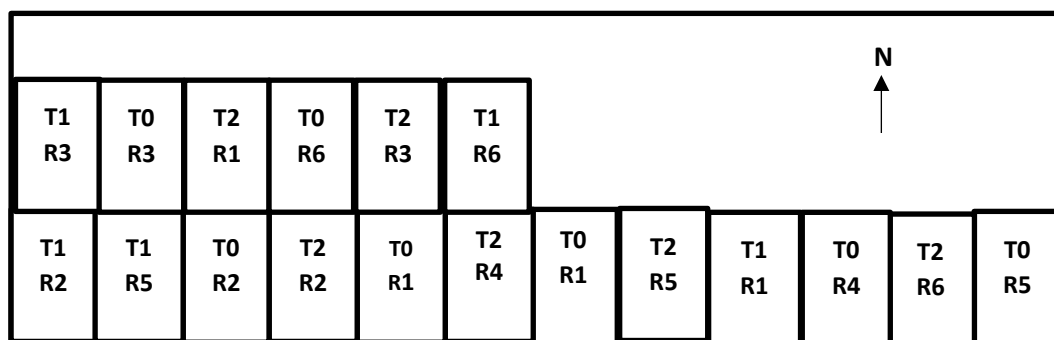 N
T1 T0 T2 T0 T2 T1
R3 R3 R1 R6 R3 R6
T1 T1 T0 T2 T0 T2 T0 T2 T1 T0 T2 T0
R2 R5 R2 R2 R1 R4 R1 R5 R1 R4 R6 R5